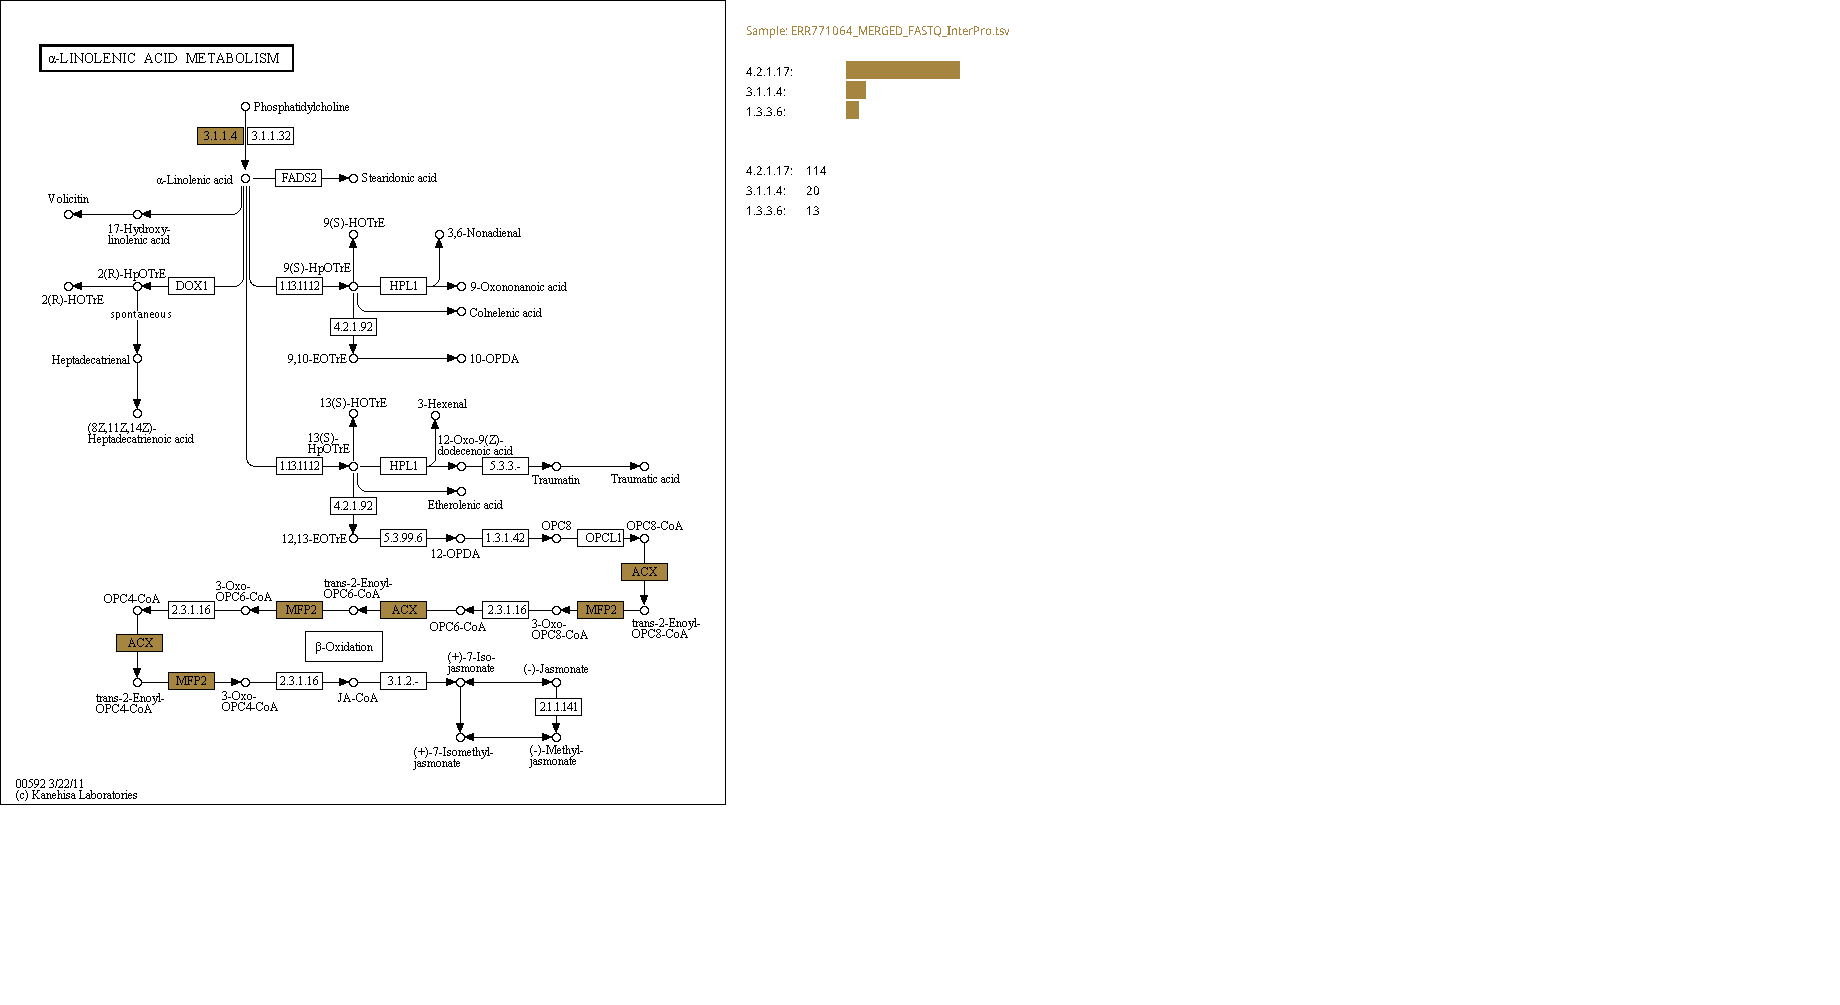 α-LINOLENIC ACID METABOLISM
Phosphatidylcholine
3.1.1.4
3.1.1.32
α-Linolenic acid
FADS2
Stearidonic acid
Volicitin
17-Hydroxy-
linolenic acid
9(S)-HOTrE
3,6-Nonadienal
2(R)-HpOTrE
DOX1
9(S)-HpOTrE
1.13.11.12
HPL1
9-Oxononanoic acid
2(R)-HOTrE
spontaneous
Colnelenic acid
4.2.1.92
Heptadecatrienal
9,10-EOTrE
10-OPDA
13(S)-HOTrE
3-Hexenal
(8Z,11Z,14Z)-
Heptadecatrienoic acid
13(S)-
HpOTrE
12-Oxo-9(Z)-
dodecenoic acid
1.13.11.12
HPL1
5.3.3.-
Traumatin
Traumatic acid
Etherolenic acid
4.2.1.92
12,13-EOTrE
5.3.99.6
12-OPDA
1.3.1.42
OPC8
OPCL1
OPC8-CoA
ACX
OPC4-CoA
2.3.1.16
3-Oxo-
OPC6-CoA
MFP2
trans-2-Enoyl-
OPC6-CoA
ACX
OPC6-CoA
2.3.1.16
3-Oxo-
OPC8-CoA
MFP2
trans-2-Enoyl-
OPC8-CoA
ACX
β-Oxidation
trans-2-Enoyl-
OPC4-CoA
MFP2
3-Oxo-
OPC4-CoA
2.3.1.16
JA-CoA
3.1.2.-
(+)-7-Iso-
jasmonate
(-)-Jasmonate
2.1.1.141
(+)-7-Isomethyl-
jasmonate
(-)-Methyl-
jasmonate
00592 3/22/11
(c) Kanehisa Laboratories
Sample: ERR771064_MERGED_FASTQ_InterPro.tsv
4.2.1.17:
3.1.1.4:
1.3.3.6:
4.2.1.17: 114
3.1.1.4: 20
1.3.3.6: 13